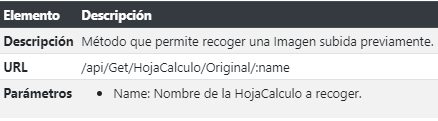 Elemento Descripción
Descripción Método que permite recoger una Imagen subida previamente.
URL /api/Get/HojaCalculo/Original/:name
Parámetros • Name: Nombre de la HojaCalculo a recoger.